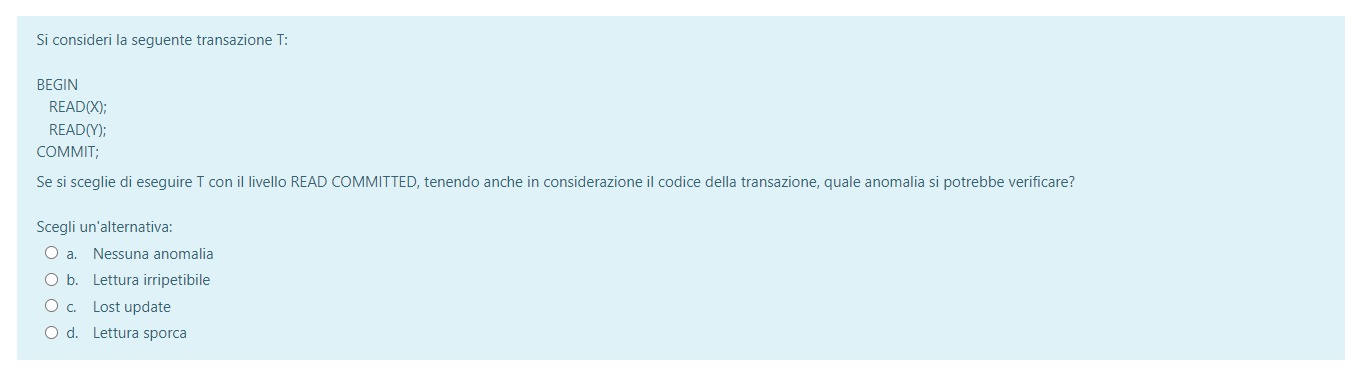 Si consideri la seguente transazione T:
BEGIN
READ(X);
READ(Y);
COMMIT;
Se si sceglie di eseguire T con il livello READ COMMITTED, tenendo anche in considerazione il codice della transazione, quale anomalia si potrebbe verificare?
Scegli un'alternativa:
a. Nessuna anomalia
b. Lettura irripetibile
c. Lost update
d. Lettura sporca